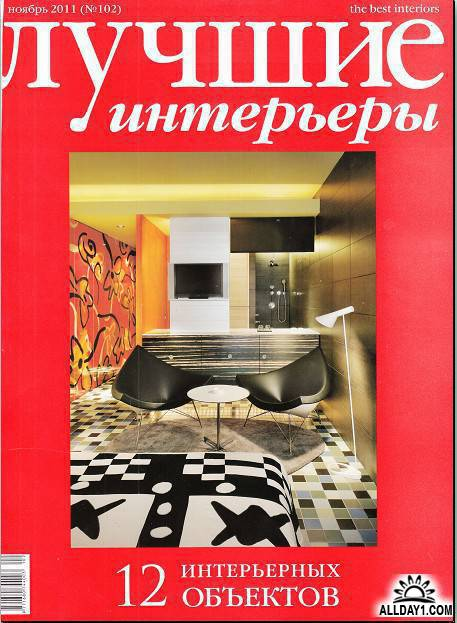 ноябрь 2011 (№102)
the best interiors
лучшие
интерьеры
12 ИНТЕРЬЕРНЫХ
ОБЪЕКТОВ
ALLDAY1.COM